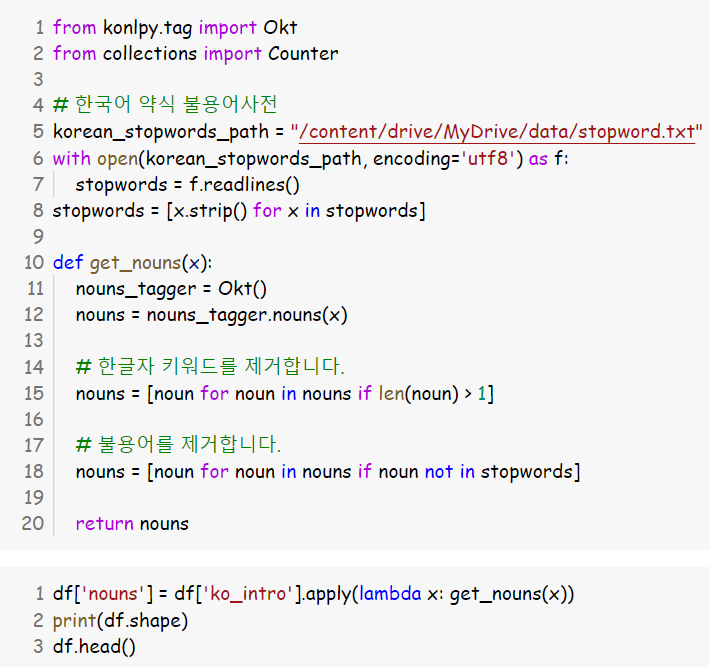 1 from konlpy.tag import Okt
2 from collections import Counter
3
4 # 한국어 약식 불용어사전
5 korean_stopwords_path = "/content/drive/MyDrive/data/stopword.txt"
6 with open(korean_stopwords_path, encoding='utf8') as f:
7     stopwords = f.readlines()
8 stopwords = [x.strip() for x in stopwords]
9
10 def get_nouns(x):
11     nouns_tagger = Okt()
12     nouns = nouns_tagger.nouns(x)
13
14     # 한글자 키워드를 제거합니다.
15     nouns = [noun for noun in nouns if len(noun) > 1]
16
17     # 불용어를 제거합니다.
18     nouns = [noun for noun in nouns if noun not in stopwords]
19
20     return nouns
1 df['nouns'] = df['ko_intro'].apply(lambda x: get_nouns(x))
2 print(df.shape)
3 df.head()